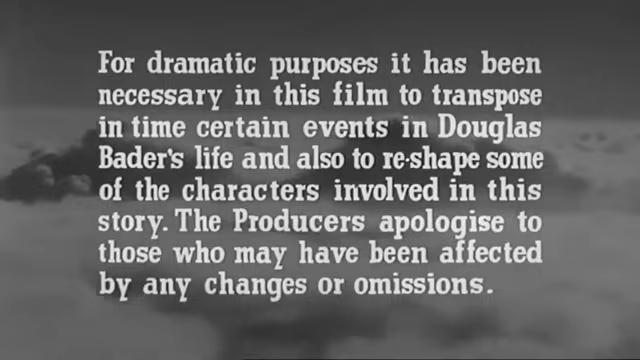 For dramatic purposes it has been
necessary in this film to transpose
in time certain events in Douglas
Bader's life and also to re-shape some
of the characters involved in this
story. The Producers apologise to
those who may have been affected
by any changes or omissions.